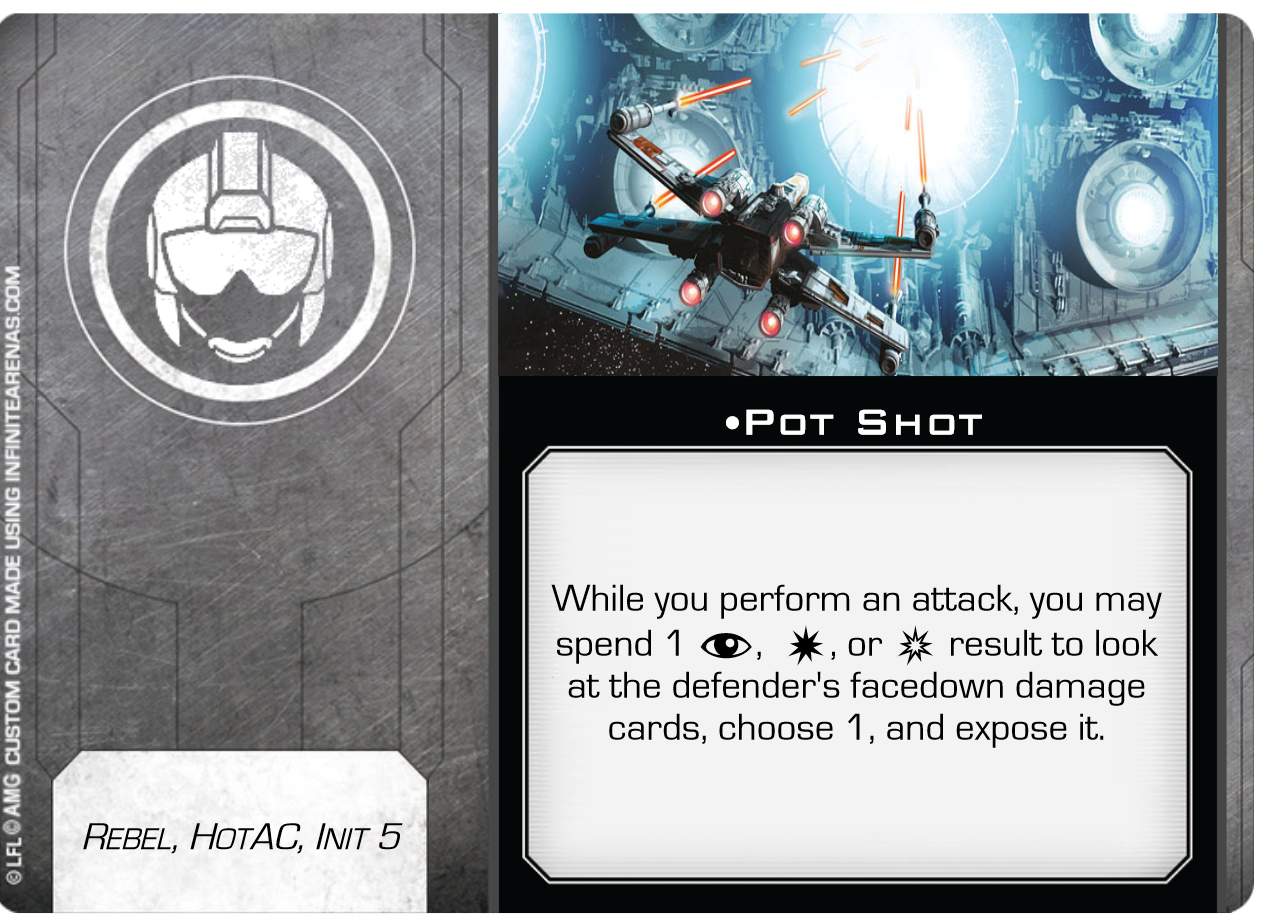 •Pot Shot
While you perform an attack, you may
spend 1 , , or result to look
at the defender's facedown damage
cards, choose 1, and expose it.
Rebel, HotAC, Init 5
©LFL ©AMG CUSTOM CARD MADE USING INFINITEARENAS.COM